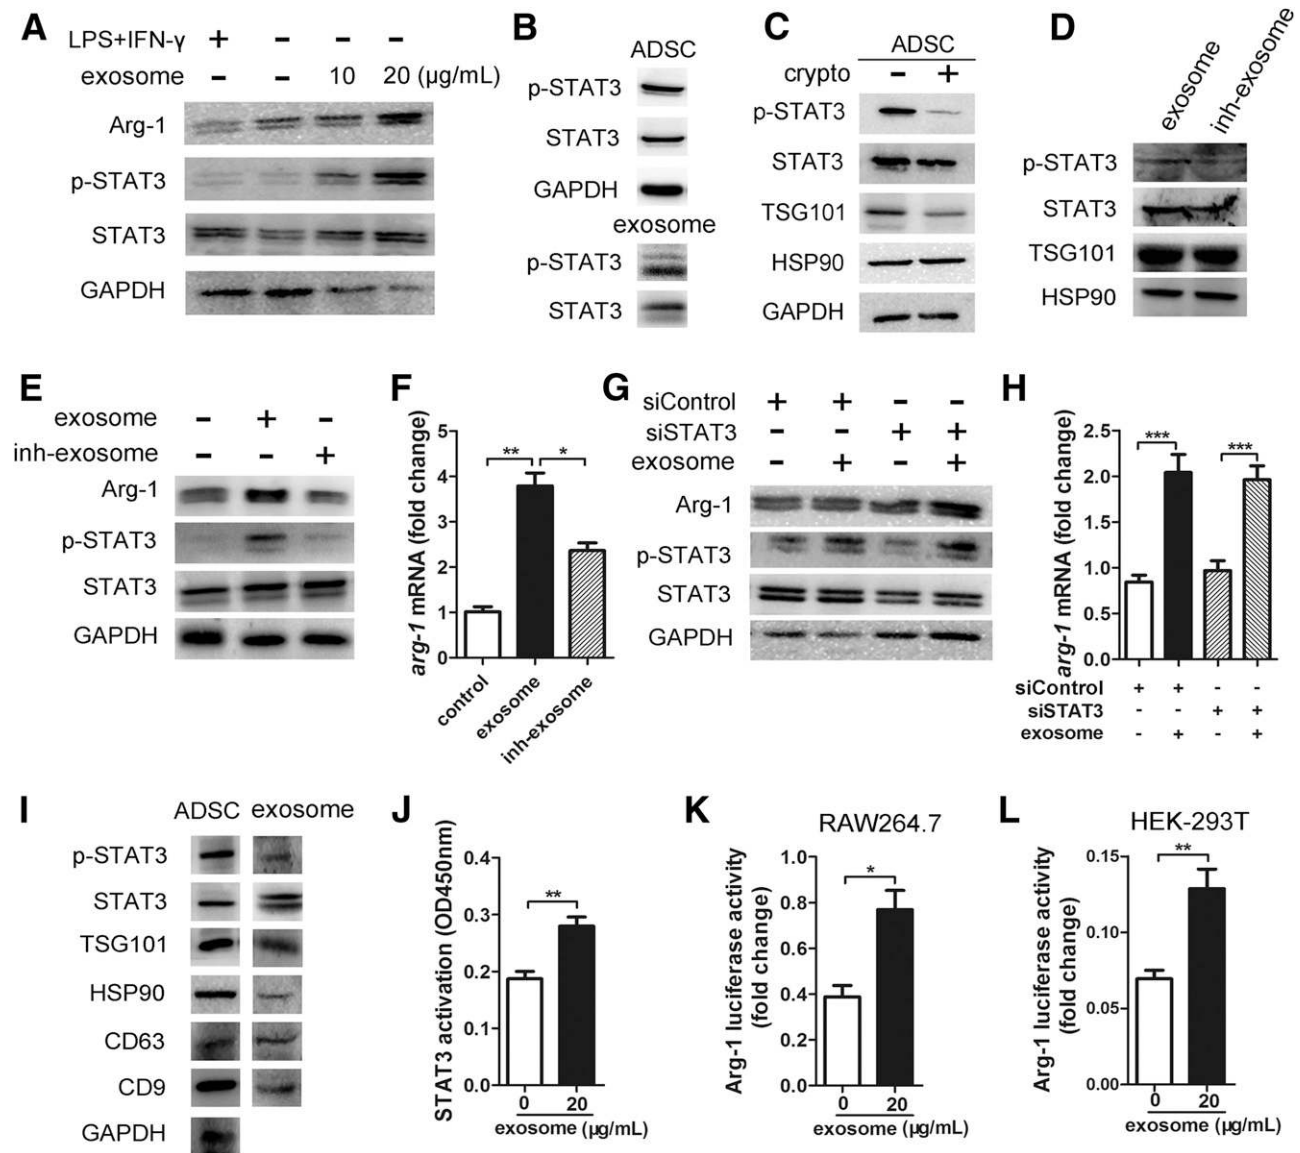 A
LPS+IFN-γ + - - -
exosome - - 10 20 (μg/mL)
Arg-1
p-STAT3
STAT3
GAPDH
B
ADSC
p-STAT3
STAT3
GAPDH
exosome
p-STAT3
STAT3
C
ADSC
crypto - +
p-STAT3
STAT3
TSG101
HSP90
GAPDH
D
exosome
inh-exosome
p-STAT3
STAT3
TSG101
HSP90
E
exosome - + -
inh-exosome - - +
Arg-1
p-STAT3
STAT3
GAPDH
F
arg-1 mRNA (fold change)
5
4
3
2
1
0
** *
control
exosome
inh-exosome
G
siControl + + - -
siSTAT3 - - + +
exosome - + - +
Arg-1
p-STAT3
STAT3
GAPDH
H
arg-1 mRNA (fold change)
2.5
2.0
1.5
1.0
0.5
0.0
*** ***
siControl + + - -
siSTAT3 - - + +
exosome - + - +
I
ADSC exosome
p-STAT3
STAT3
TSG101
HSP90
CD63
CD9
GAPDH
J
STAT3 activation (OD450nm)
0.4
0.3
0.2
0.1
0.0
**
0 20
exosome (μg/mL)
K
RAW264.7
Arg-1 luciferase activity
(fold change)
1.0
0.8
0.6
0.4
0.2
0.0
*
0 20
exosome (μg/mL)
L
HEK-293T
Arg-1 luciferase activity
(fold change)
0.15
0.10
0.05
0.00
**
0 20
exosome (μg/mL)